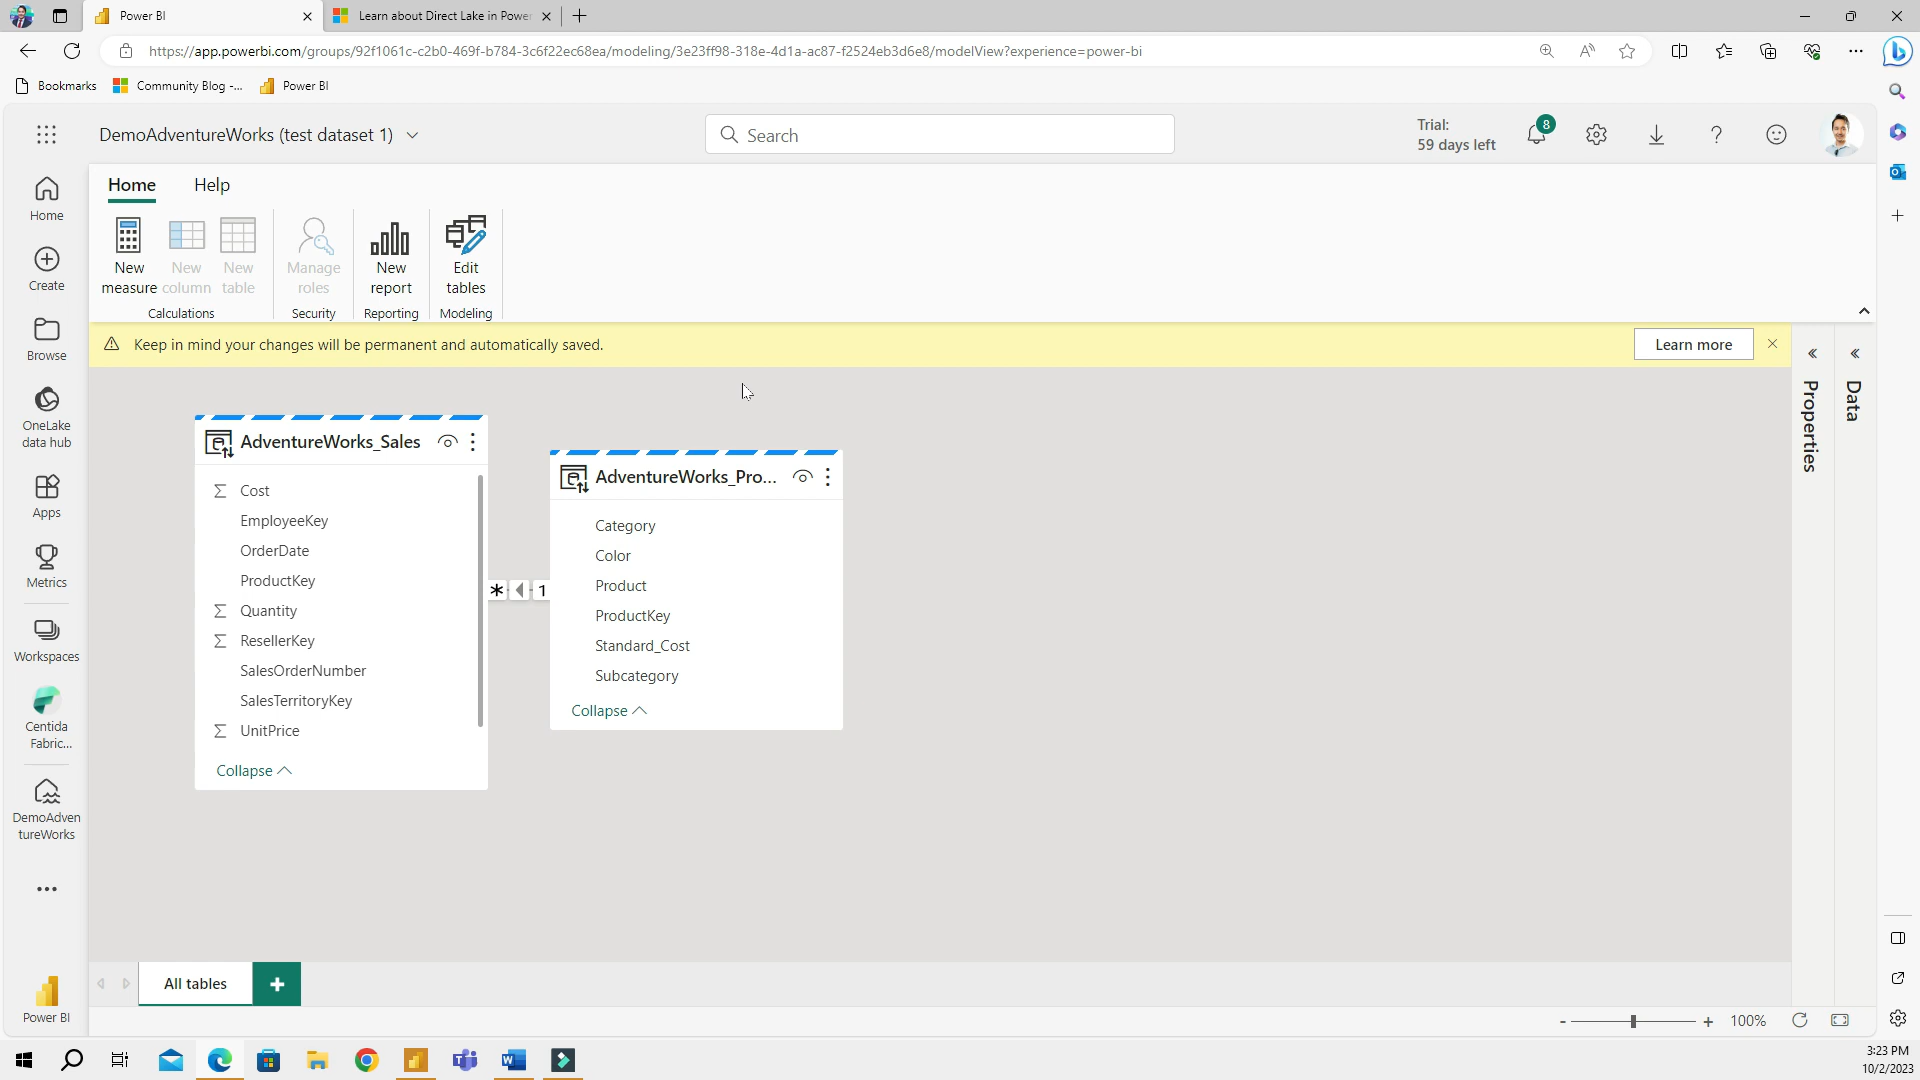 Power BI
Learn about Direct Lake in Powe
https://app.powerbi.com/groups/92f1061c-c2b0-469f-b784-3c6f22ec68ea/modeling/3e23ff98-318e-4d1a-ac87-f2524eb3d6e8/modelView?experience=power-bi
Bookmarks
Community Blog -...
Power BI
DemoAdventureWorks (test dataset 1)
Search
Trial:
59 days left
8
Home
Help
Home
Create
Browse
OneLake
data hub
Apps
Metrics
Workspaces
Centida
Fabric...
DemoAdven
tureWorks
Power BI
New
measure
New
column
New
table
Calculations
Manage
roles
Security
New
report
Reporting
Edit
tables
Modeling
Keep in mind your changes will be permanent and automatically saved.
Learn more
Properties
Data
AdventureWorks_Sales
Σ Cost
EmployeeKey
OrderDate
ProductKey
Σ Quantity
Σ ResellerKey
SalesOrderNumber
SalesTerritoryKey
Σ UnitPrice
Collapse
* 1
AdventureWorks_Pro...
Category
Color
Product
ProductKey
Standard_Cost
Subcategory
Collapse
All tables
+
- + 100%
3:23 PM
10/2/2023